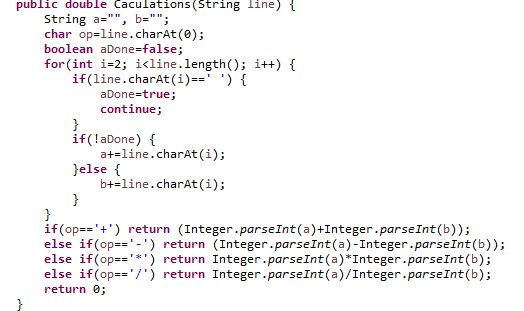 public double Caculations(String line) {
    String a="", b="";
    char op=line.charAt(0);
    boolean aDone=false;
    for(int i=2; i<line.length(); i++) {
        if(line.charAt(i)==' ') {
            aDone=true;
            continue;
        }
        if(!aDone) {
            a+=line.charAt(i);
        }else {
            b+=line.charAt(i);
        }
    }
    if(op=='+') return (Integer.parseInt(a)+Integer.parseInt(b));
    else if(op=='-') return (Integer.parseInt(a)-Integer.parseInt(b));
    else if(op=='*') return Integer.parseInt(a)*Integer.parseInt(b);
    else if(op=='/') return Integer.parseInt(a)/Integer.parseInt(b);
    return 0;
}